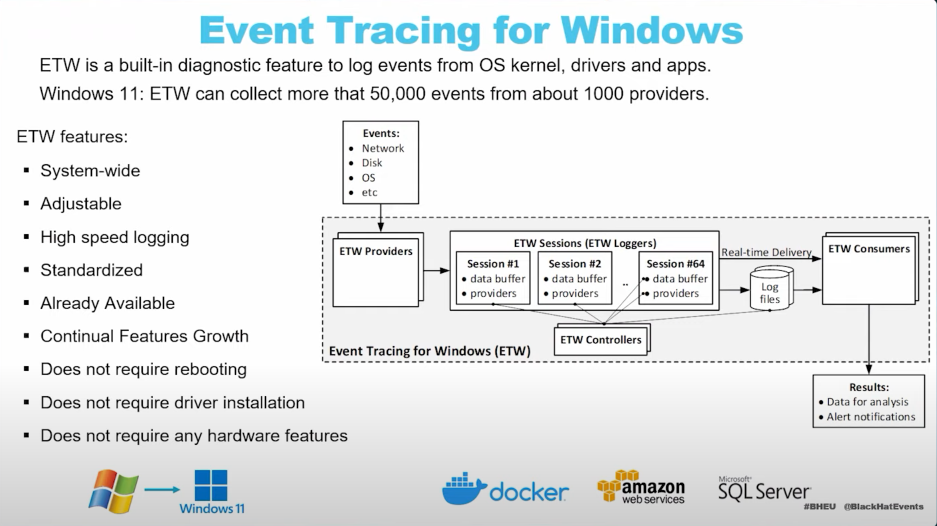 Event Tracing for Windows
ETW is a built-in diagnostic feature to log events from OS kernel, drivers and apps.
Windows 11: ETW can collect more that 50,000 events from about 1000 providers.
ETW features:
▪ System-wide
▪ Adjustable
▪ High speed logging
▪ Standardized
▪ Already Available
▪ Continual Features Growth
▪ Does not require rebooting
▪ Does not require driver installation
▪ Does not require any hardware features
Events:
• Network
• Disk
• OS
• etc
ETW Providers
ETW Sessions (ETW Loggers)
Session #1
• data buffer
• providers
Session #2
• data buffer
• providers
..
Session #64
• data buffer
• providers
Real-time Delivery
Log
files
ETW Consumers
ETW Controllers
Event Tracing for Windows (ETW)
Results:
• Data for analysis
• Alert notifications
Windows 11
docker
amazon
web services
Microsoft
SQL Server
#BHEU @BlackHatEvents